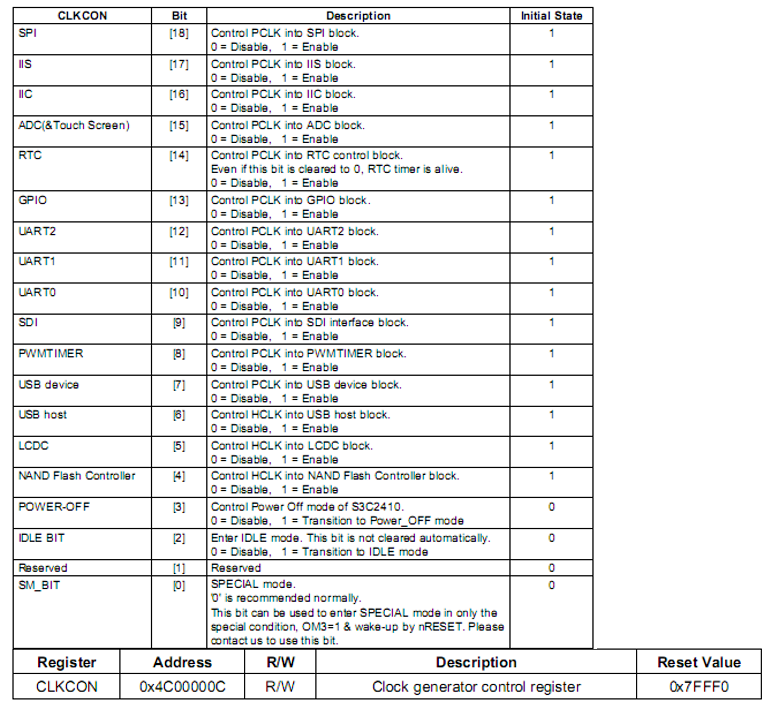 CLKCON Bit Description Initial State
SPI [18] Control PCLK into SPI block. 1
0 = Disable, 1 = Enable
IIS [17] Control PCLK into IIS block. 1
0 = Disable, 1 = Enable
IIC [16] Control PCLK into IIC block. 1
0 = Disable, 1 = Enable
ADC(&Touch Screen) [15] Control PCLK into ADC block. 1
0 = Disable, 1 = Enable
RTC [14] Control PCLK into RTC control block. 1
Even if this bit is cleared to 0, RTC timer is alive.
0 = Disable, 1 = Enable
GPIO [13] Control PCLK into GPIO block. 1
0 = Disable, 1 = Enable
UART2 [12] Control PCLK into UART2 block. 1
0 = Disable, 1 = Enable
UART1 [11] Control PCLK into UART1 block. 1
0 = Disable, 1 = Enable
UART0 [10] Control PCLK into UART0 block. 1
0 = Disable, 1 = Enable
SDI [9] Control PCLK into SDI interface block. 1
0 = Disable, 1 = Enable
PWMTIMER [8] Control PCLK into PWMTIMER block. 1
0 = Disable, 1 = Enable
USB device [7] Control PCLK into USB device block. 1
0 = Disable, 1 = Enable
USB host [6] Control HCLK into USB host block. 1
0 = Disable, 1 = Enable
LCDC [5] Control HCLK into LCDC block. 1
0 = Disable, 1 = Enable
NAND Flash Controller [4] Control HCLK into NAND Flash Controller block. 1
0 = Disable, 1 = Enable
POWER-OFF [3] Control Power Off mode of S3C2410. 0
0 = Disable, 1 = Transition to Power_OFF mode
IDLE BIT [2] Enter IDLE mode. This bit is not cleared automatically. 0
0 = Disable, 1 = Transition to IDLE mode
Reserved [1] Reserved 0
SM_BIT [0] SPECIAL mode. 0
'0' is recommended normally.
This bit can be used to enter SPECIAL mode in only the
special condition, OM3=1 & wake-up by nRESET. Please
contact us to use this bit.
Register Address R/W Description Reset Value
CLKCON 0x4C00000C R/W Clock generator control register 0x7FFF0